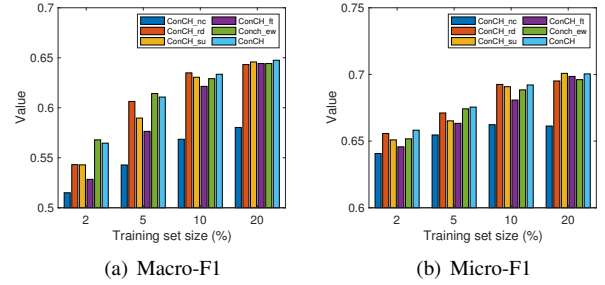 0.7
0.65
0.6
0.55
0.5
Value
ConCH_nc
ConCH_rd
ConCH_su
ConCH_ft
Conch_ew
ConCH
2 5 10 20
Training set size (%)
(a) Macro-F1
0.75
0.7
0.65
0.6
Value
ConCH_nc
ConCH_rd
ConCH_su
ConCH_ft
Conch_ew
ConCH
2 5 10 20
Training set size (%)
(b) Micro-F1